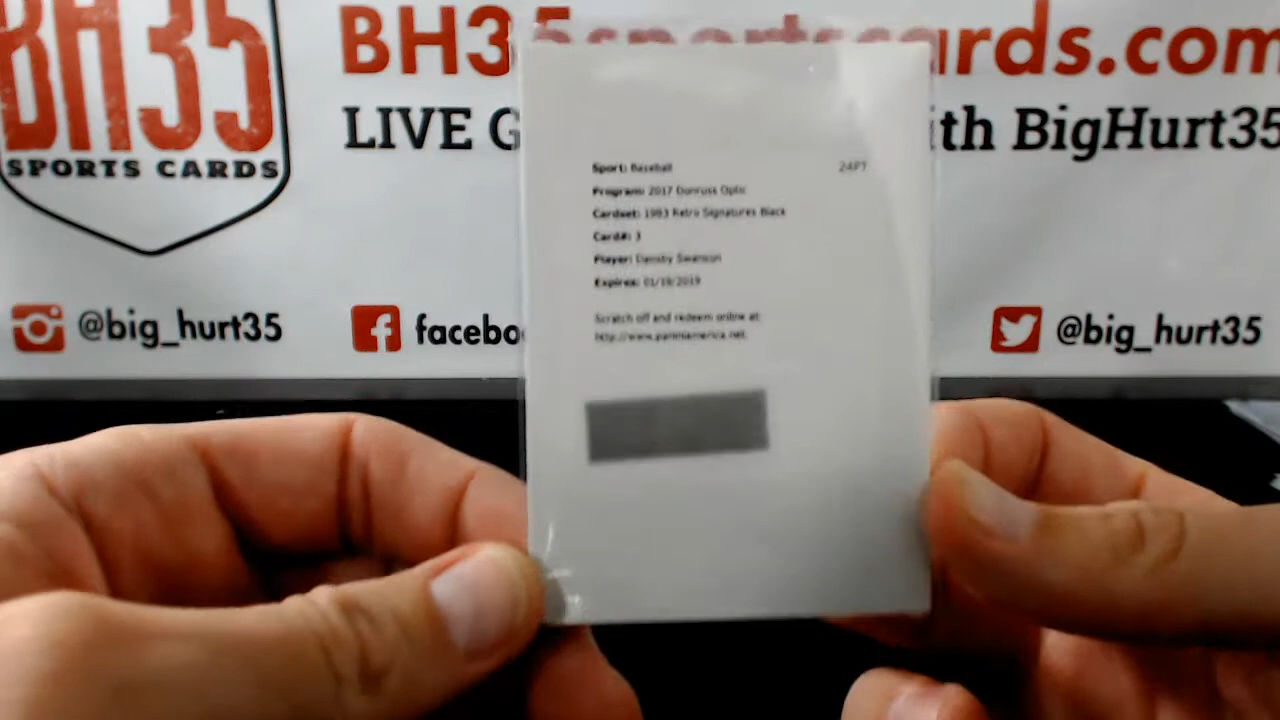 BH35
SPORTS CARDS
BH35sportscards.com
LIVE G
ith BigHurt35
Sport: Baseball
24PT
Program: 2017 Donruss Optic
Cardset: 1983 Retro Signatures Black
Card#: 3
Player: Dansby Swanson
Expires: 01/19/2019
Scratch off and redeem online at:
http://www.paniniamerica.net.
@big_hurt35
facebo
@big_hurt35